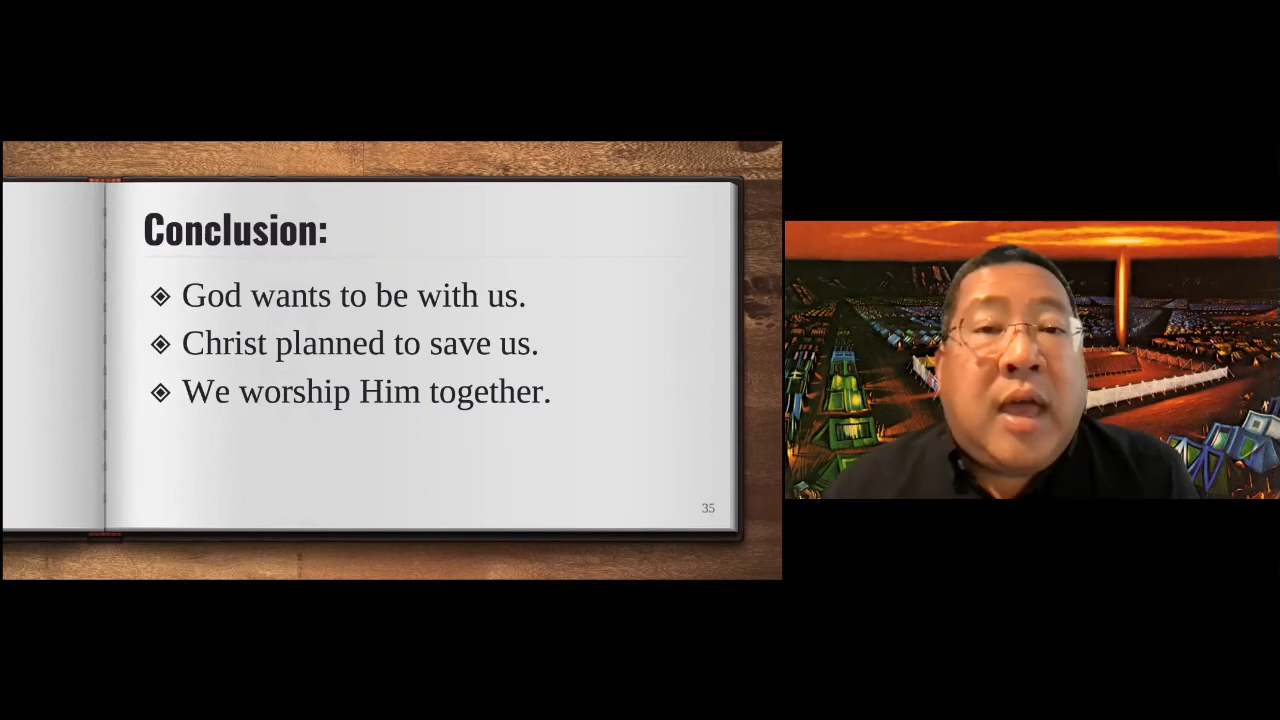 Conclusion:
God wants to be with us.
Christ planned to save us.
We worship Him together.
35